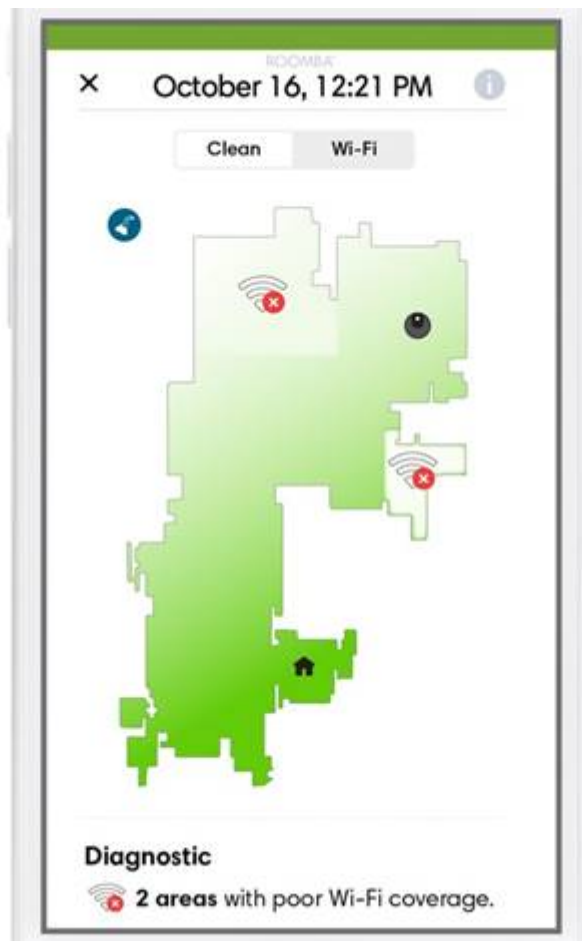 ROOMBA
October 16, 12:21 PM
Clean Wi-Fi
Diagnostic
2 areas with poor Wi-Fi coverage.